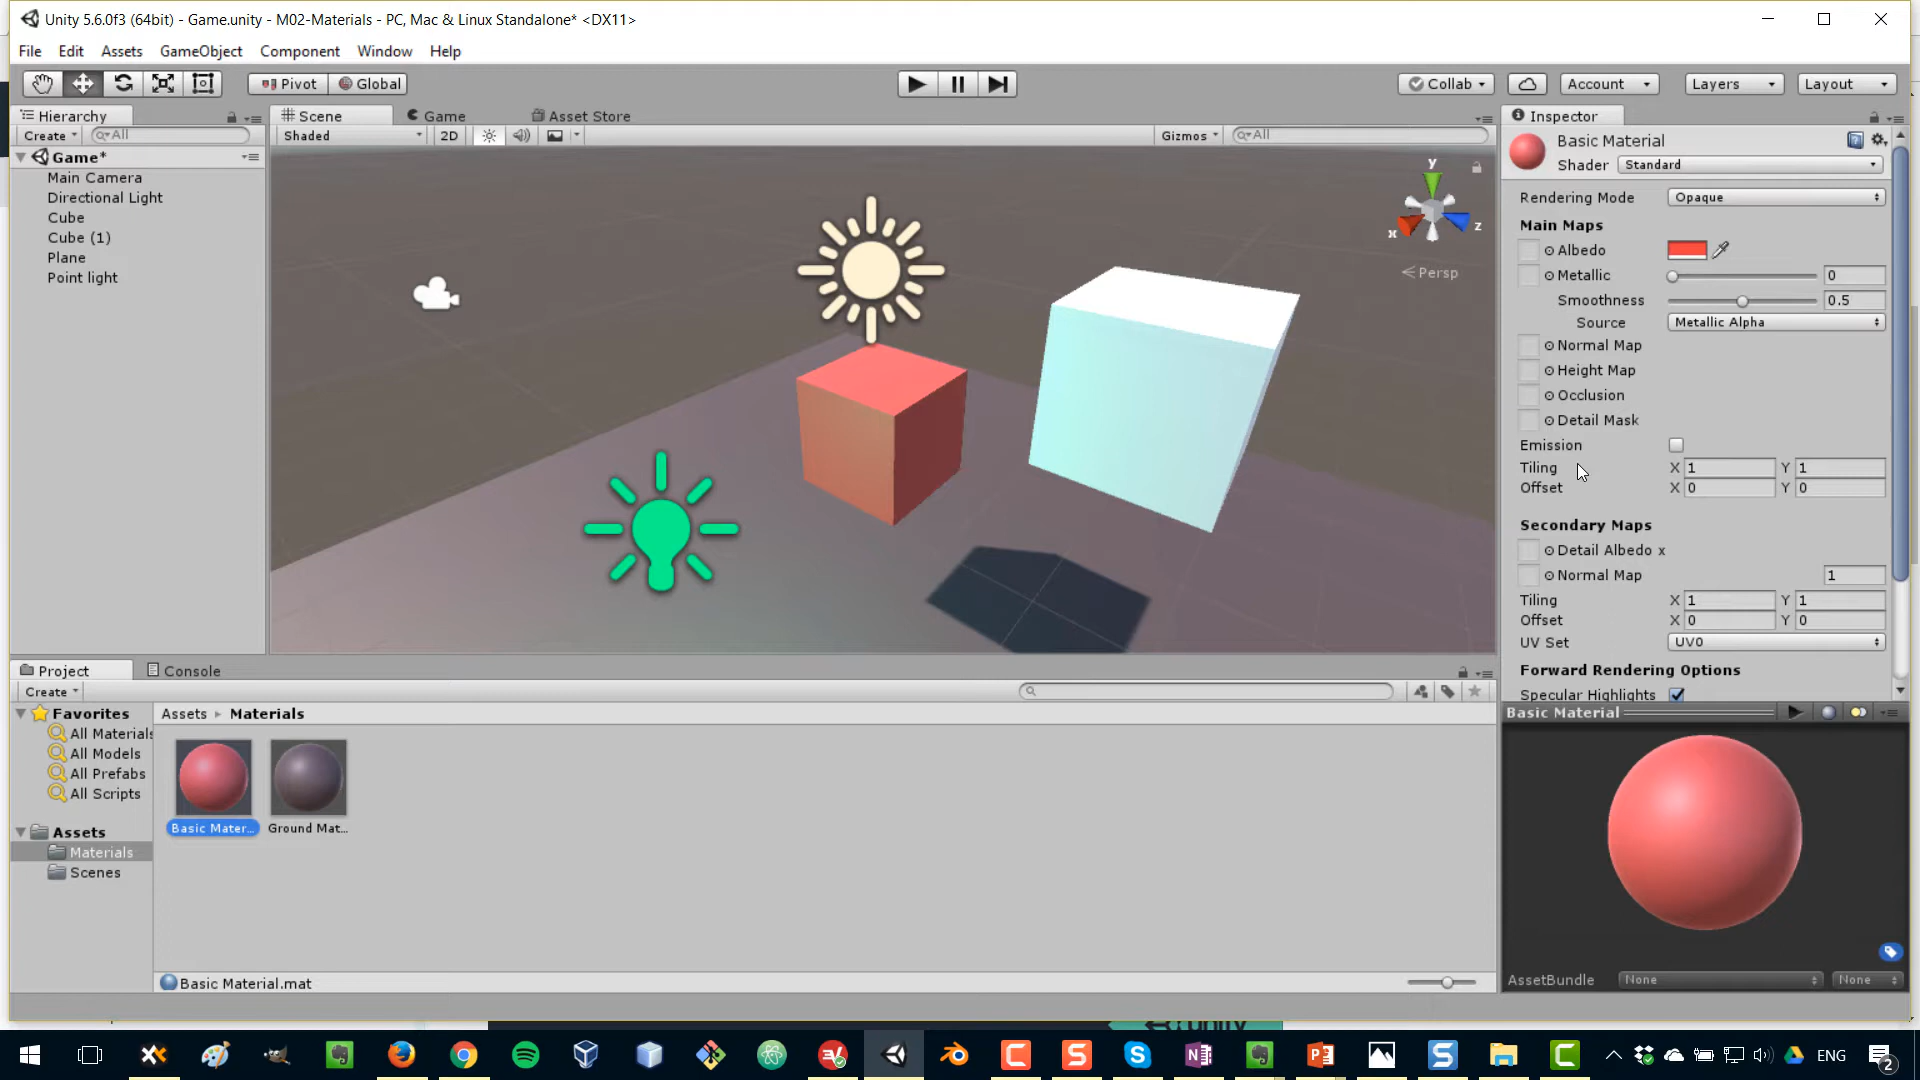 Unity 5.6.0f3 (64bit) - Game.unity - M02-Materials - PC, Mac & Linux Standalone* <DX11>
File Edit Assets GameObject Component Window Help
Pivot Global Collab Account Layers Layout
Hierarchy
Create All
Game*
Main Camera
Directional Light
Cube
Cube (1)
Plane
Point light
Scene Game Asset Store
Shaded 2D Gizmos All
y
x
z
Persp
Inspector
Basic Material
Shader Standard
Rendering Mode Opaque
Main Maps
Albedo
Metallic 0
Smoothness 0.5
Source Metallic Alpha
Normal Map
Height Map
Occlusion
Detail Mask
Emission
Tiling X 1 Y 1
Offset X 0 Y 0
Secondary Maps
Detail Albedo x
Normal Map 1
Tiling X 1 Y 1
Offset X 0 Y 0
UV Set UV0
Forward Rendering Options
Specular Highlights
Basic Material
AssetBundle None None
Project Console
Create
Favorites
All Materials
All Models
All Prefabs
All Scripts
Assets
Materials
Scenes
Assets Materials
Basic Mater...
Ground Mat...
Basic Material.mat
unity
ENG
2